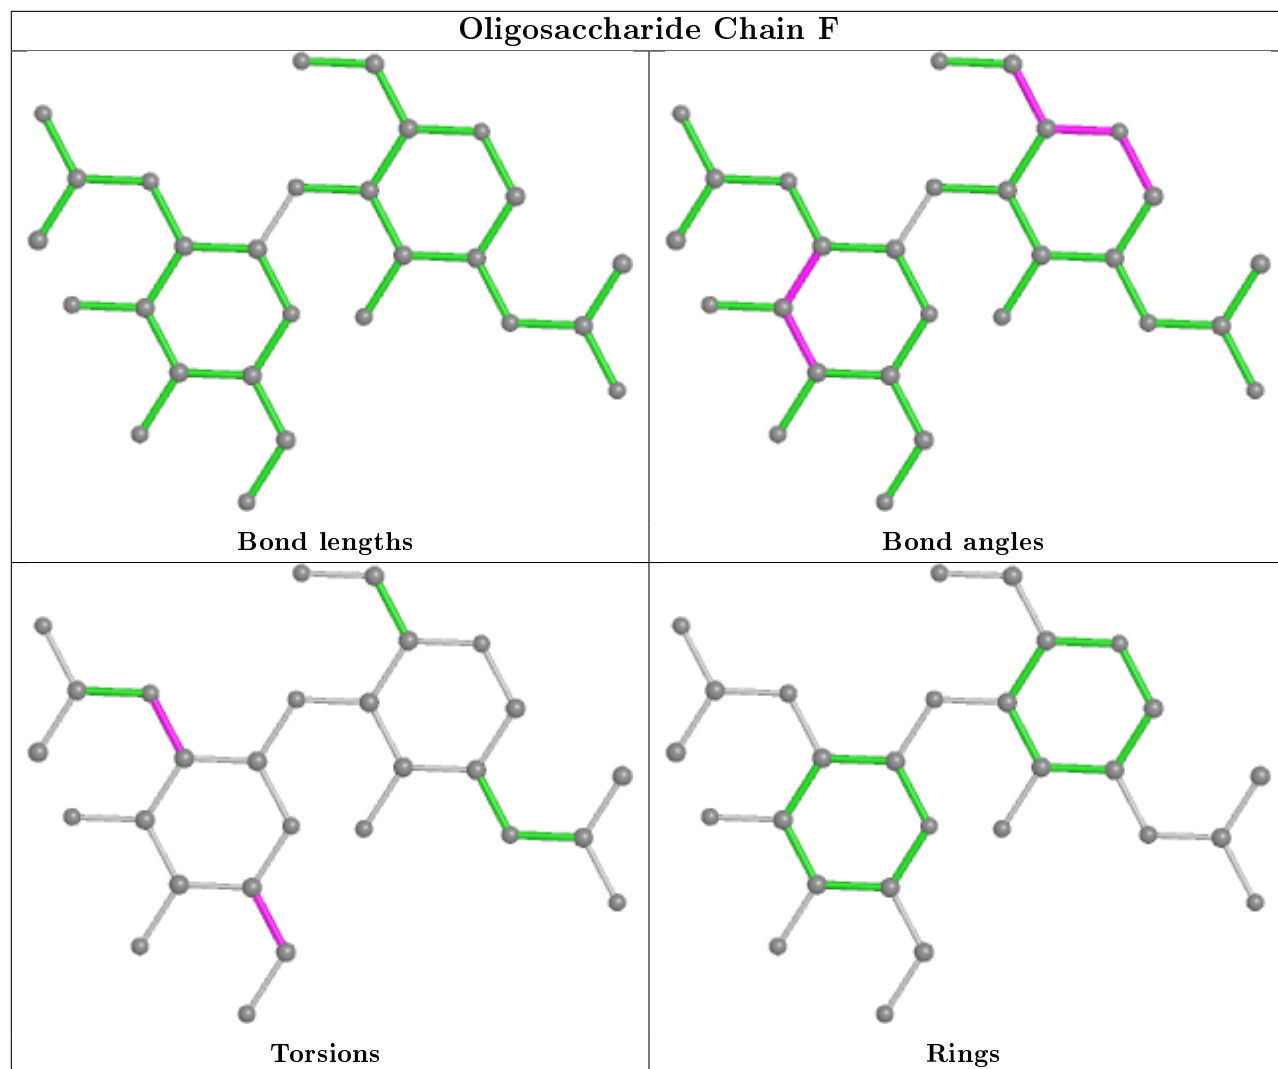 Oligosaccharide Chain F
Bond lengths
Bond angles
Torsions
Rings